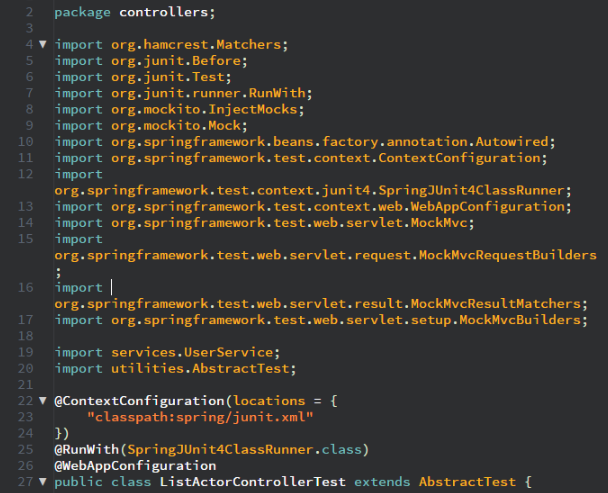 2 package controllers;
3
4 import org.hamcrest.Matchers;
5 import org.junit.Before;
6 import org.junit.Test;
7 import org.junit.runner.RunWith;
8 import org.mockito.InjectMocks;
9 import org.mockito.Mock;
10 import org.springframework.beans.factory.annotation.Autowired;
11 import org.springframework.test.context.ContextConfiguration;
12 import
org.springframework.test.context.junit4.SpringJUnit4ClassRunner;
13 import org.springframework.test.context.web.WebAppConfiguration;
14 import org.springframework.test.web.servlet.MockMvc;
15 import
org.springframework.test.web.servlet.request.MockMvcRequestBuilders
;
16 import
org.springframework.test.web.servlet.result.MockMvcResultMatchers;
17 import org.springframework.test.web.servlet.setup.MockMvcBuilders;
18
19 import services.UserService;
20 import utilities.AbstractTest;
21
22 @ContextConfiguration(locations = {
23 "classpath:spring/junit.xml"
24 })
25 @RunWith(SpringJUnit4ClassRunner.class)
26 @WebAppConfiguration
27 public class ListActorControllerTest extends AbstractTest {